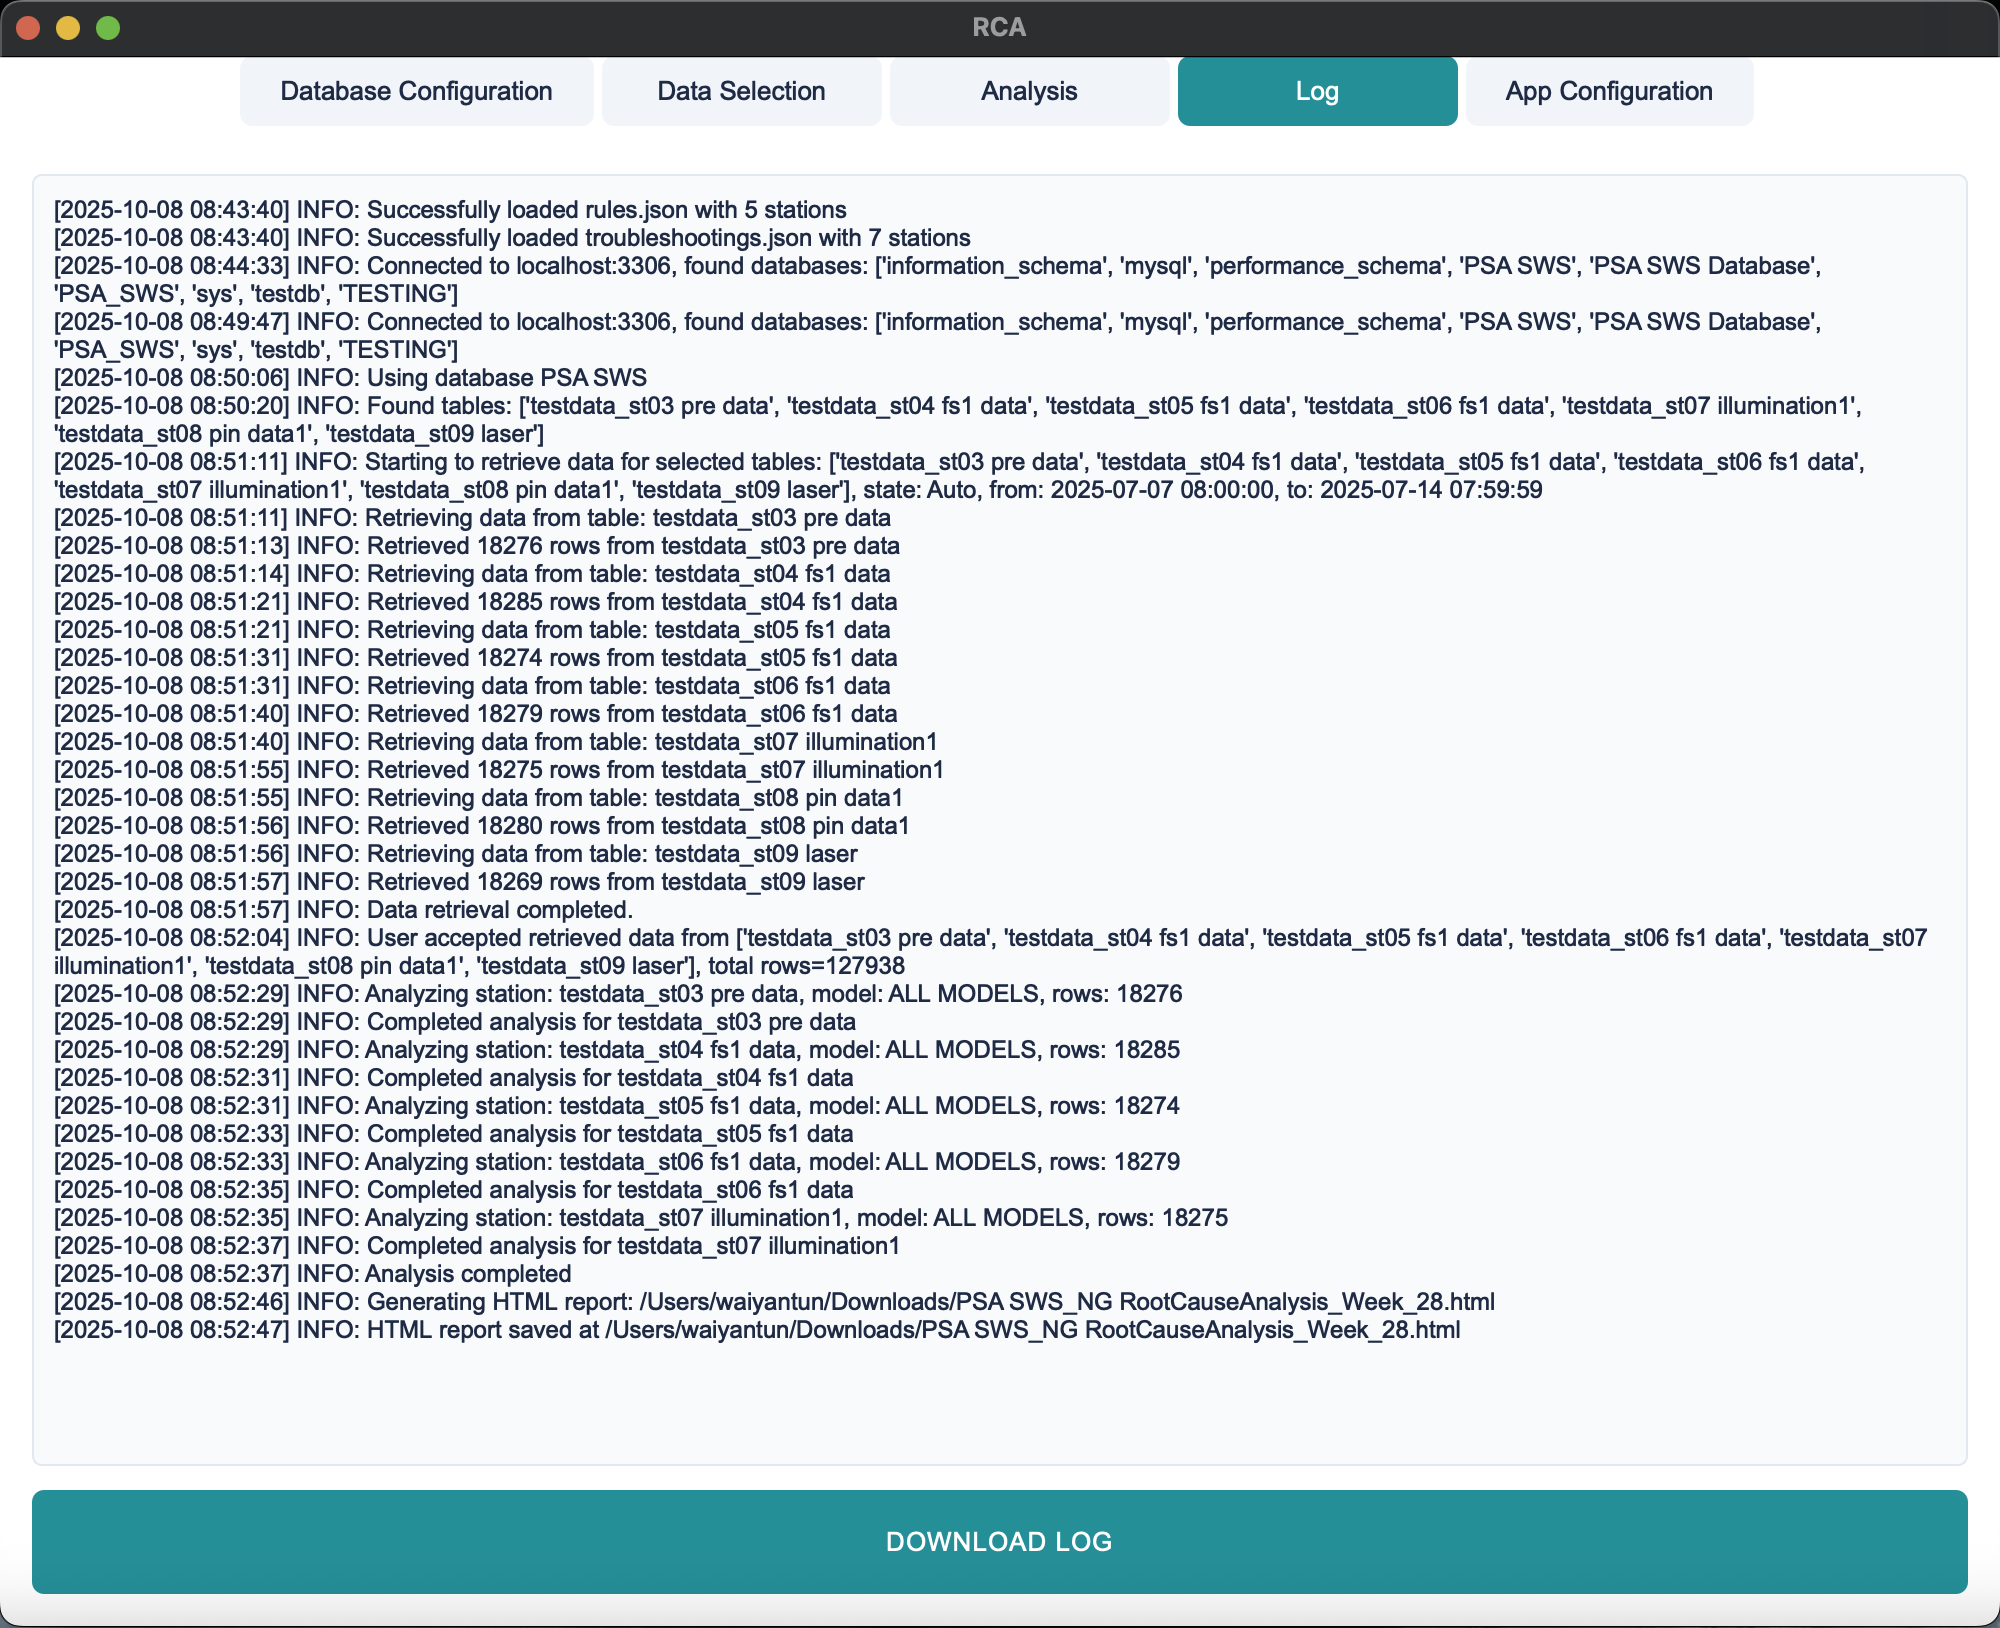 RCA
Database Configuration
Data Selection
Analysis
Log
App Configuration
[2025-10-08 08:43:40] INFO: Successfully loaded rules.json with 5 stations
[2025-10-08 08:43:40] INFO: Successfully loaded troubleshootings.json with 7 stations
[2025-10-08 08:44:33] INFO: Connected to localhost:3306, found databases: ['information_schema', 'mysql', 'performance_schema', 'PSA SWS', 'PSA SWS Database',
'PSA_SWS', 'sys', 'testdb', 'TESTING']
[2025-10-08 08:49:47] INFO: Connected to localhost:3306, found databases: ['information_schema', 'mysql', 'performance_schema', 'PSA SWS', 'PSA SWS Database',
'PSA_SWS', 'sys', 'testdb', 'TESTING']
[2025-10-08 08:50:06] INFO: Using database PSA SWS
[2025-10-08 08:50:20] INFO: Found tables: ['testdata_st03 pre data', 'testdata_st04 fs1 data', 'testdata_st05 fs1 data', 'testdata_st06 fs1 data', 'testdata_st07 illumination1',
'testdata_st08 pin data1', 'testdata_st09 laser']
[2025-10-08 08:51:11] INFO: Starting to retrieve data for selected tables: ['testdata_st03 pre data', 'testdata_st04 fs1 data', 'testdata_st05 fs1 data', 'testdata_st06 fs1 data',
'testdata_st07 illumination1', 'testdata_st08 pin data1', 'testdata_st09 laser'], state: Auto, from: 2025-07-07 08:00:00, to: 2025-07-14 07:59:59
[2025-10-08 08:51:11] INFO: Retrieving data from table: testdata_st03 pre data
[2025-10-08 08:51:13] INFO: Retrieved 18276 rows from testdata_st03 pre data
[2025-10-08 08:51:14] INFO: Retrieving data from table: testdata_st04 fs1 data
[2025-10-08 08:51:21] INFO: Retrieved 18285 rows from testdata_st04 fs1 data
[2025-10-08 08:51:21] INFO: Retrieving data from table: testdata_st05 fs1 data
[2025-10-08 08:51:31] INFO: Retrieved 18274 rows from testdata_st05 fs1 data
[2025-10-08 08:51:31] INFO: Retrieving data from table: testdata_st06 fs1 data
[2025-10-08 08:51:40] INFO: Retrieved 18279 rows from testdata_st06 fs1 data
[2025-10-08 08:51:40] INFO: Retrieving data from table: testdata_st07 illumination1
[2025-10-08 08:51:55] INFO: Retrieved 18275 rows from testdata_st07 illumination1
[2025-10-08 08:51:55] INFO: Retrieving data from table: testdata_st08 pin data1
[2025-10-08 08:51:56] INFO: Retrieved 18280 rows from testdata_st08 pin data1
[2025-10-08 08:51:56] INFO: Retrieving data from table: testdata_st09 laser
[2025-10-08 08:51:57] INFO: Retrieved 18269 rows from testdata_st09 laser
[2025-10-08 08:51:57] INFO: Data retrieval completed.
[2025-10-08 08:52:04] INFO: User accepted retrieved data from ['testdata_st03 pre data', 'testdata_st04 fs1 data', 'testdata_st05 fs1 data', 'testdata_st06 fs1 data', 'testdata_st07
illumination1', 'testdata_st08 pin data1', 'testdata_st09 laser'], total rows=127938
[2025-10-08 08:52:29] INFO: Analyzing station: testdata_st03 pre data, model: ALL MODELS, rows: 18276
[2025-10-08 08:52:29] INFO: Completed analysis for testdata_st03 pre data
[2025-10-08 08:52:29] INFO: Analyzing station: testdata_st04 fs1 data, model: ALL MODELS, rows: 18285
[2025-10-08 08:52:31] INFO: Completed analysis for testdata_st04 fs1 data
[2025-10-08 08:52:31] INFO: Analyzing station: testdata_st05 fs1 data, model: ALL MODELS, rows: 18274
[2025-10-08 08:52:33] INFO: Completed analysis for testdata_st05 fs1 data
[2025-10-08 08:52:33] INFO: Analyzing station: testdata_st06 fs1 data, model: ALL MODELS, rows: 18279
[2025-10-08 08:52:35] INFO: Completed analysis for testdata_st06 fs1 data
[2025-10-08 08:52:35] INFO: Analyzing station: testdata_st07 illumination1, model: ALL MODELS, rows: 18275
[2025-10-08 08:52:37] INFO: Completed analysis for testdata_st07 illumination1
[2025-10-08 08:52:37] INFO: Analysis completed
[2025-10-08 08:52:46] INFO: Generating HTML report: /Users/waiyantun/Downloads/PSA SWS_NG RootCauseAnalysis_Week_28.html
[2025-10-08 08:52:47] INFO: HTML report saved at /Users/waiyantun/Downloads/PSA SWS_NG RootCauseAnalysis_Week_28.html
DOWNLOAD LOG